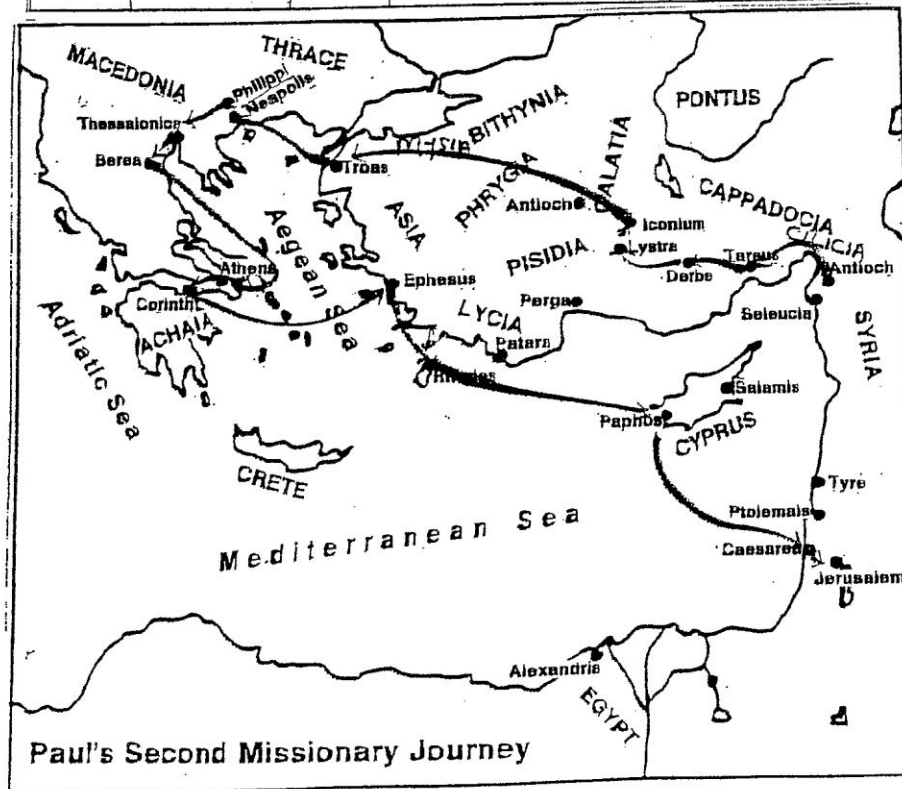 THRACE
MACEDONIA
Philippi
Neapolis
Thessalonica
Berea
Troas
BITHYNIA
PONTUS
PHRYGIA
GALATIA
CAPPADOCIA
CILICIA
Antioch
Iconium
Lystra
Derbe
Tarsus
Antioch
ASIA
PISIDIA
Aegean
Sea
Athens
Corinth
ACHAIA
Ephesus
Perga
LYCIA
Patara
Rhodes
Seleucia
SYRIA
Adriatic Sea
Salamis
Paphos
CYPRUS
CRETE
Tyre
Ptolemais
Caesarea
Jerusalem
Mediterranean Sea
Alexandria
EGYPT
Paul's Second Missionary Journey